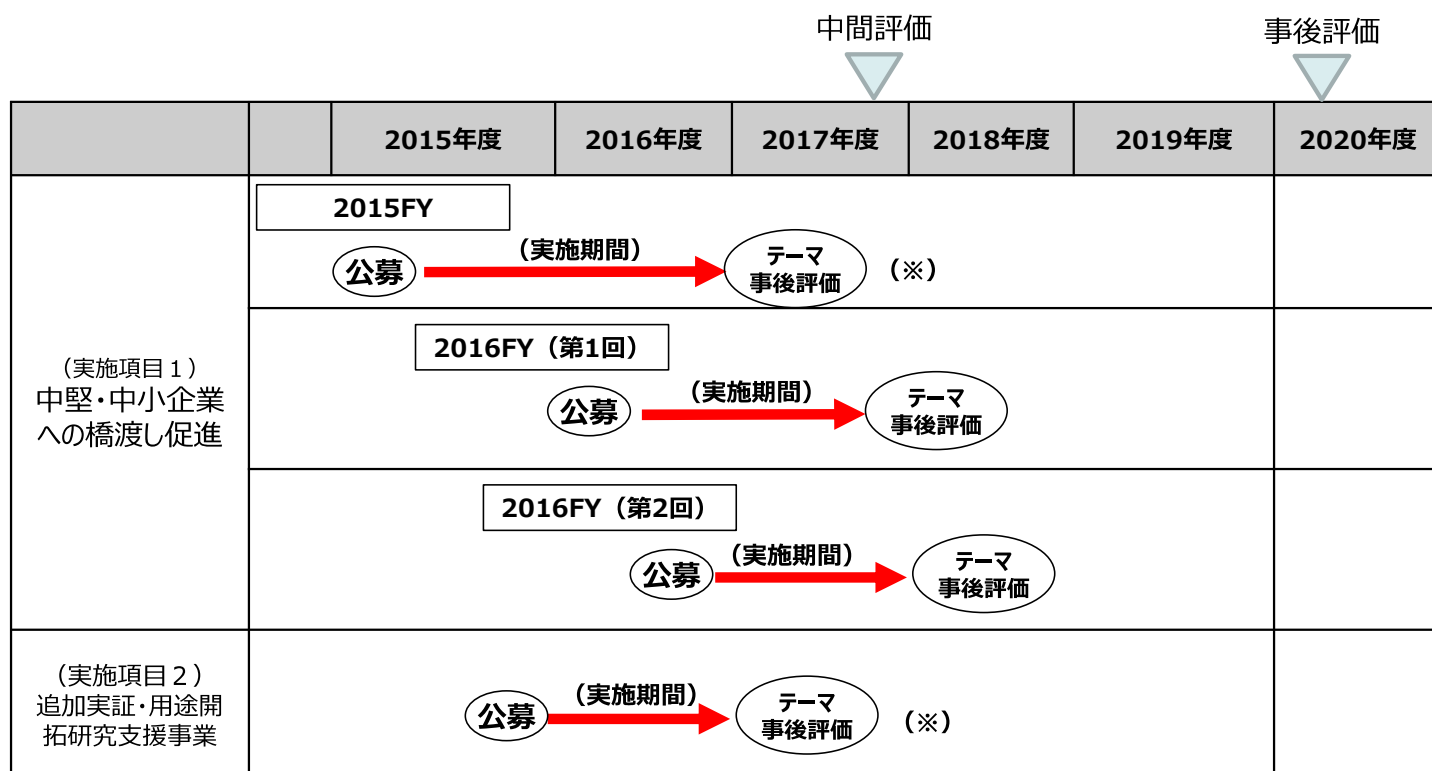 中間評価
事後評価
2015年度
2016年度
2017年度
2018年度
2019年度
2020年度
(実施項目1)
中堅・中小企業
への橋渡し促進
2015FY
公募
(実施期間)
テーマ
事後評価
(※)
2016FY(第1回)
公募
(実施期間)
テーマ
事後評価
2016FY(第2回)
公募
(実施期間)
テーマ
事後評価
(実施項目2)
追加実証・用途開
拓研究支援事業
公募
(実施期間)
テーマ
事後評価
(※)